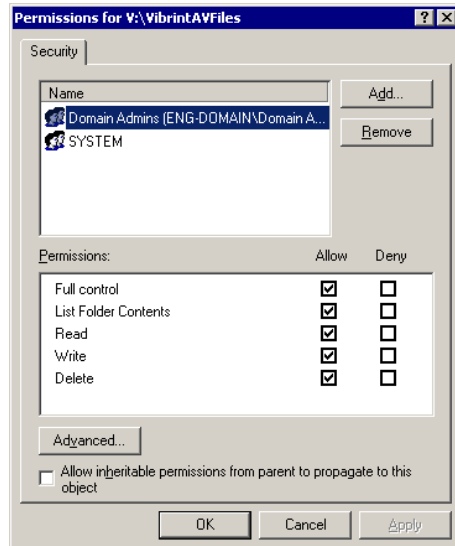 Permissions for V:\VibrintAVFiles
Security
Name
Domain Admins (ENG-DOMAIN\Domain A...
SYSTEM
Add...
Remove
Permissions:
Allow
Deny
Full control
List Folder Contents
Read
Write
Delete
Advanced...
Allow inheritable permissions from parent to propagate to this
object
OK
Cancel
Apply